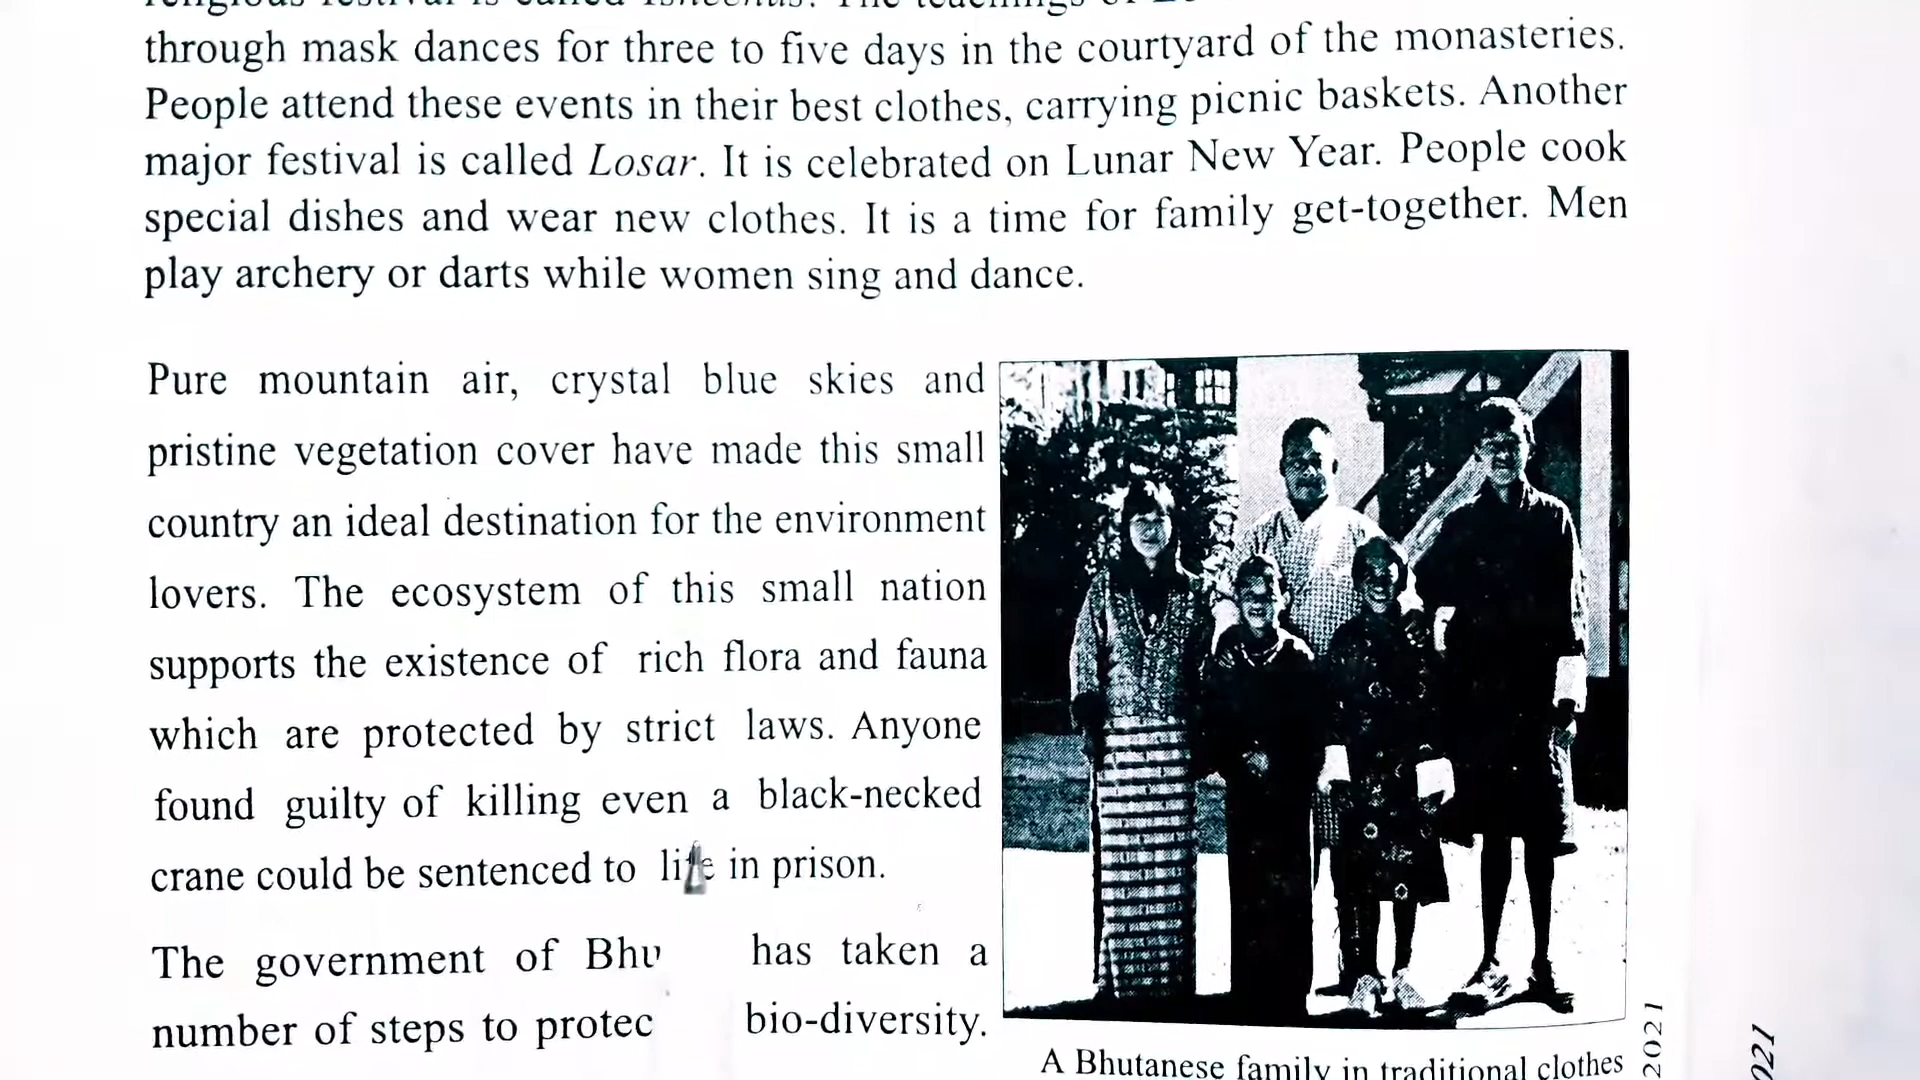 through mask dances for three to five days in the courtyard of the monasteries.
People attend these events in their best clothes, carrying picnic baskets. Another
major festival is called Losar. It is celebrated on Lunar New Year. People cook
special dishes and wear new clothes. It is a time for family get-together. Men
play archery or darts while women sing and dance.
Pure mountain air, crystal blue skies and
pristine vegetation cover have made this small
country an ideal destination for the environment
lovers. The ecosystem of this small nation
supports the existence of rich flora and fauna
which are protected by strict laws. Anyone
found guilty of killing even a black-necked
crane could be sentenced to life in prison.
The government of has taken a
number of steps to bio-diversity.
A Bhutanese family in traditional clothes
2021